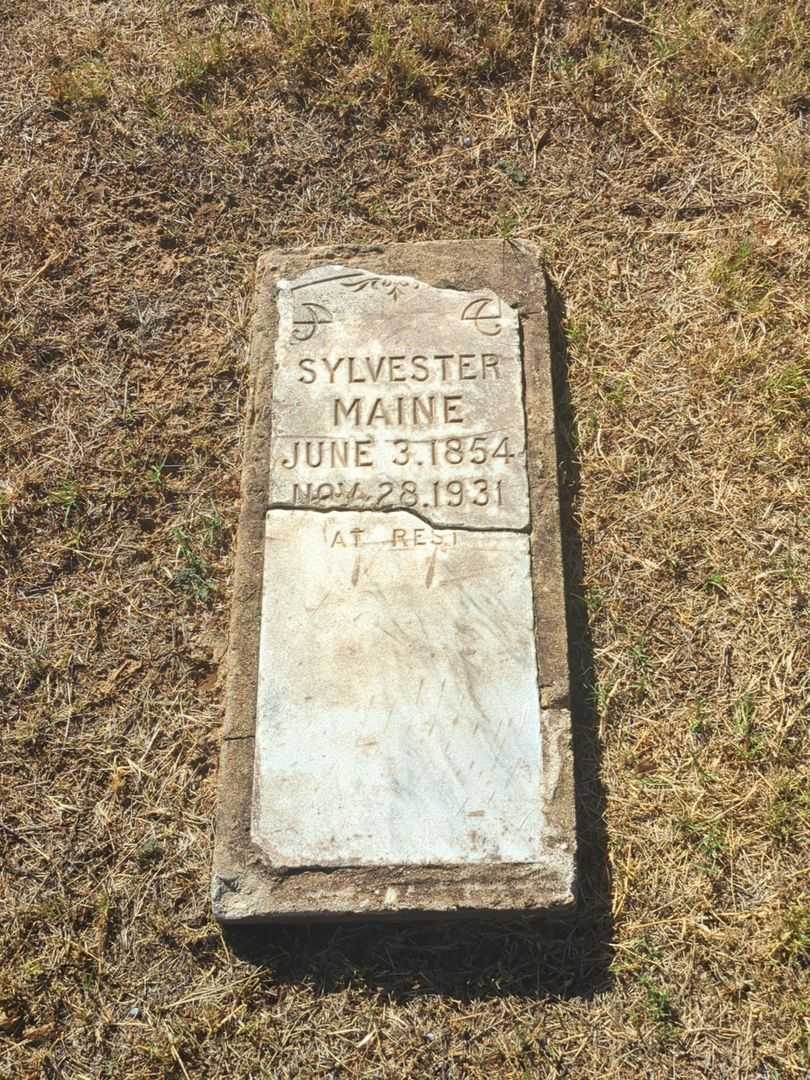 SYLVESTER
MAINE
JUNE 3.1854
NOV.28.1931
AT REST